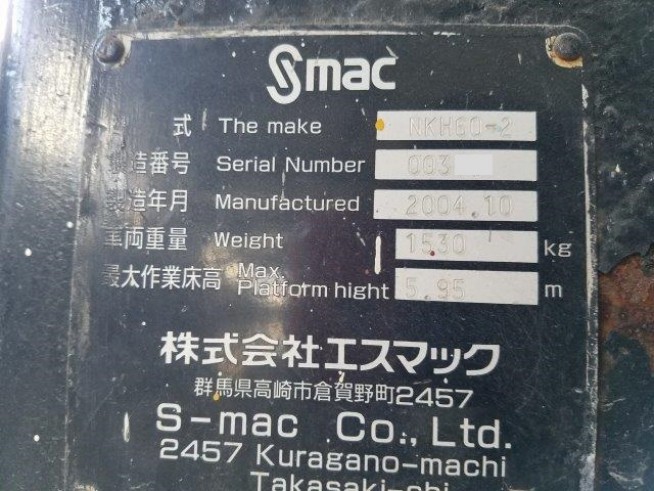 Smac
式 The make NKH60-2
造番号 Serial Number 093
製造年月 Manufactured 2004.10
車両重量 Weight 1530 kg
最大作業床高 Max. Platform hight 5.95 m
株式会社エスマック
群馬県高崎市倉賀野町2457
S-mac Co., Ltd.
2457 Kuragano-machi
Takasaki-shi